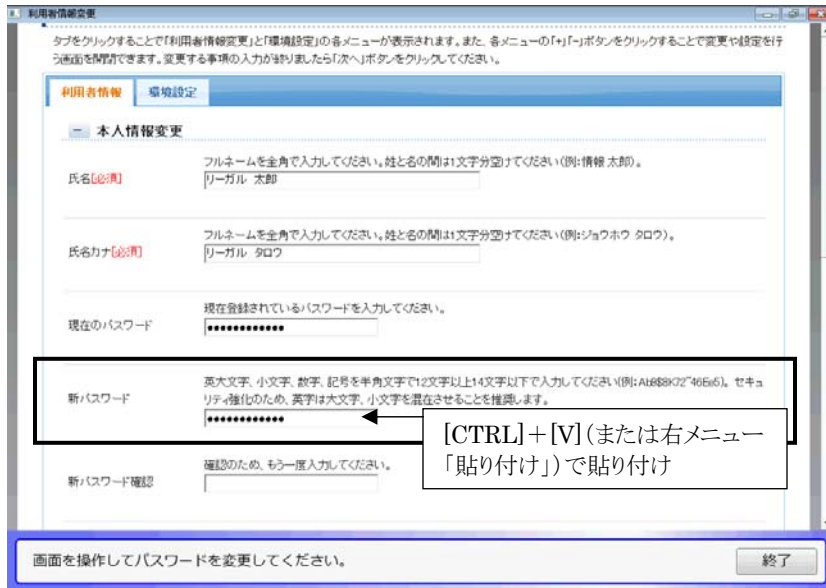 利用者情報変更
タブをクリックすることで「利用者情報変更」と「環境設定」の各メニューが表示されます。また、各メニューの「+」「-」ボタンをクリックすることで変更や設定を行
う画面を開閉できます。変更する事項の入力が終りましたら「次へ」ボタンをクリックしてください。
利用者情報 環境設定
- 本人情報変更
フルネームを全角で入力してください。姓と名の間は1文字分空けてください(例:情報 太郎)。
氏名[必須]
リーガル 太郎
フルネームを全角で入力してください。姓と名の間は1文字分空けてください(例:ジョウホウ タロウ)。
氏名カナ[必須]
リーガル タロウ
現在登録されているパスワードを入力してください。
現在のパスワード
●●●●●●●●●●●●
英大文字、小文字、数字、記号を半角文字で12文字以上14文字以下で入力してください(例:Ab8$8K72^46Es6)。セキュ
新パスワード
リティ強化のため、英字は大文字、小文字を混在させることを推奨します。
●●●●●●●●●●●●
[CTRL]+[V](または右メニュー
「貼り付け」)で貼り付け
確認のため、もう一度入力してください。
新パスワード確認
画面を操作してパスワードを変更してください。
終了